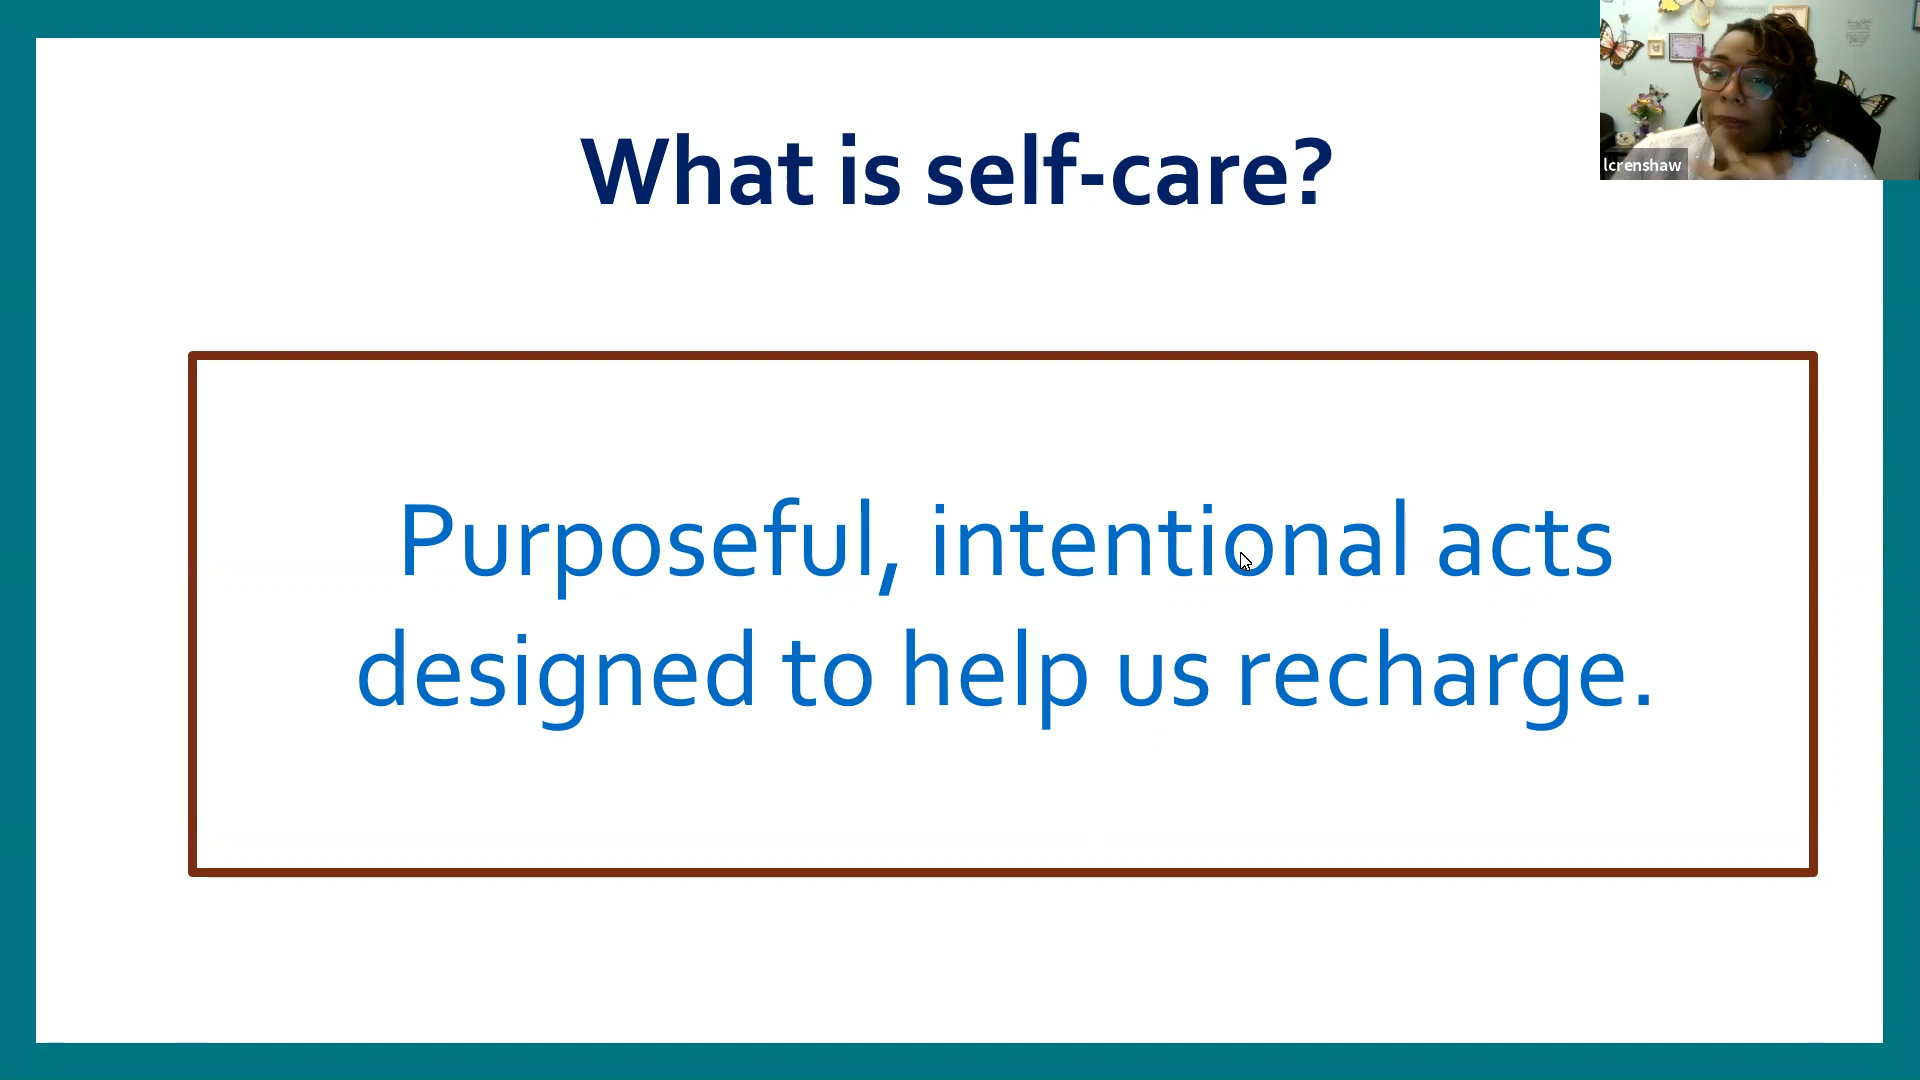 What is self-care?
lcrenshaw
Purposeful, intentional acts
designed to help us recharge.